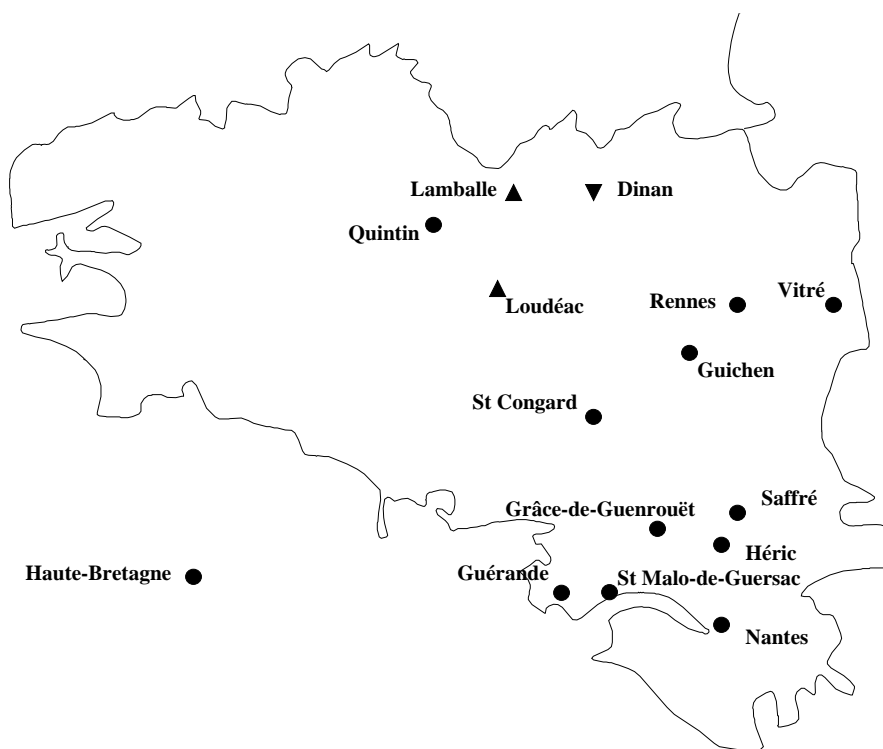 Lamballe
Dinan
Quintin
Loudéac
Rennes
Vitré
Guichen
St Congard
Saffré
Grâce-de-Guenrouët
Héric
Haute-Bretagne
Guérande
St Malo-de-Guersac
Nantes